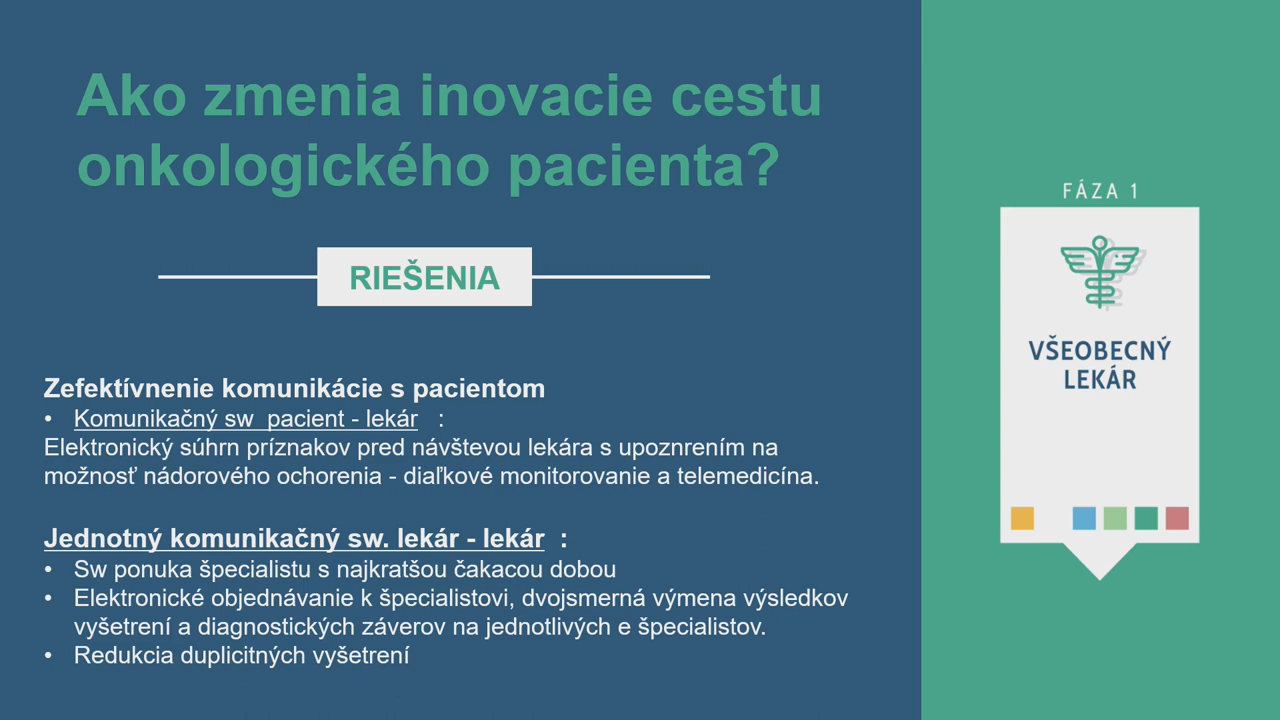 Ako zmenia inovacie cestu
onkologického pacienta?
RIEŠENIA
Zefektívnenie komunikácie s pacientom
• Komunikačný sw pacient - lekár :
Elektronický súhrn príznakov pred návštevou lekára s upoznrením na
možnosť nádorového ochorenia - diaľkové monitorovanie a telemedicína.
Jednotný komunikačný sw. lekár - lekár :
• Sw ponuka špecialistu s najkratšou čakacou dobou
• Elektronické objednávanie k špecialistovi, dvojsmerná výmena výsledkov
vyšetrení a diagnostických záverov na jednotlivých e špecialistov.
• Redukcia duplicitných vyšetrení
FÁZA 1
VŠEOBECNÝ
LEKÁR